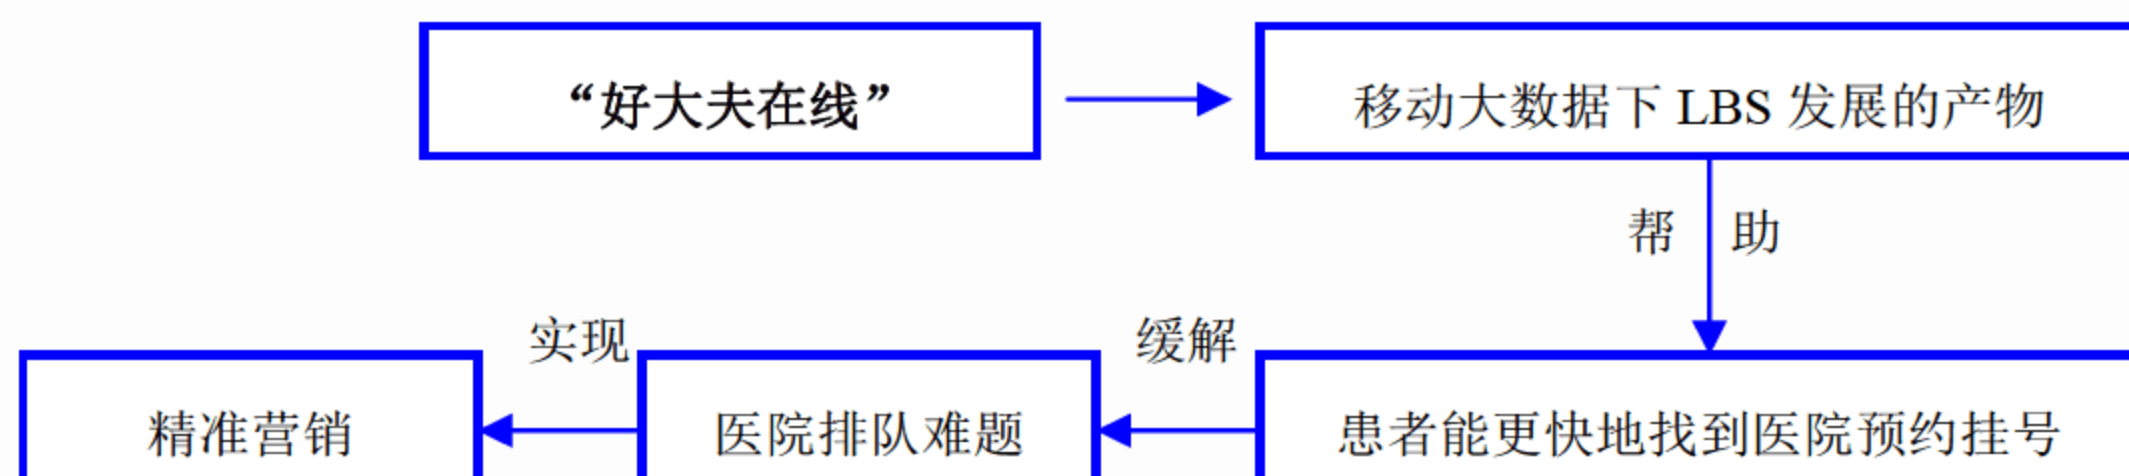 “好大夫在线”
移动大数据下 LBS 发展的产物
帮 助
实现
缓解
精准营销
医院排队难题
患者能更快地找到医院预约挂号